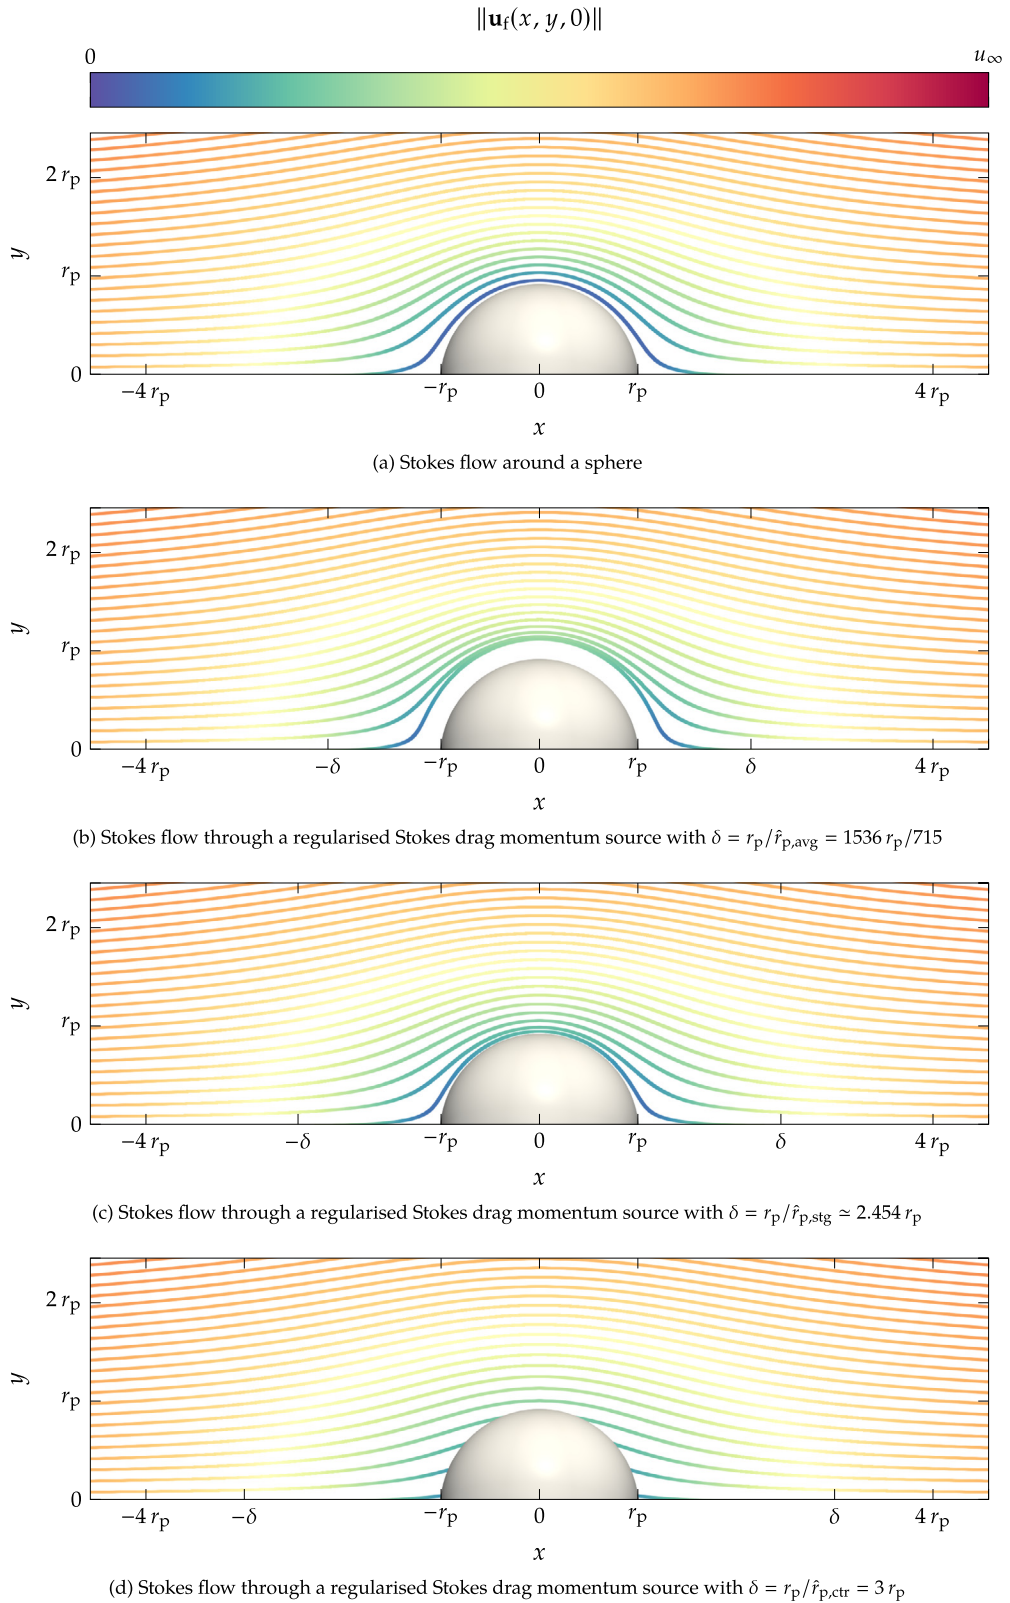 ‖u_f(x, y, 0)‖
0 u_∞
2 r_p
r_p
0
y
−4 r_p −r_p 0 r_p 4 r_p
x
(a) Stokes flow around a sphere
2 r_p
r_p
0
y
−4 r_p −δ −r_p 0 r_p δ 4 r_p
x
(b) Stokes flow through a regularised Stokes drag momentum source with δ = r_p/r̂_p,avg = 1536 r_p/715
2 r_p
r_p
0
y
−4 r_p −δ −r_p 0 r_p δ 4 r_p
x
(c) Stokes flow through a regularised Stokes drag momentum source with δ = r_p/r̂_p,stg ≃ 2.454 r_p
2 r_p
r_p
0
y
−4 r_p −δ −r_p 0 r_p δ 4 r_p
x
(d) Stokes flow through a regularised Stokes drag momentum source with δ = r_p/r̂_p,ctr = 3 r_p